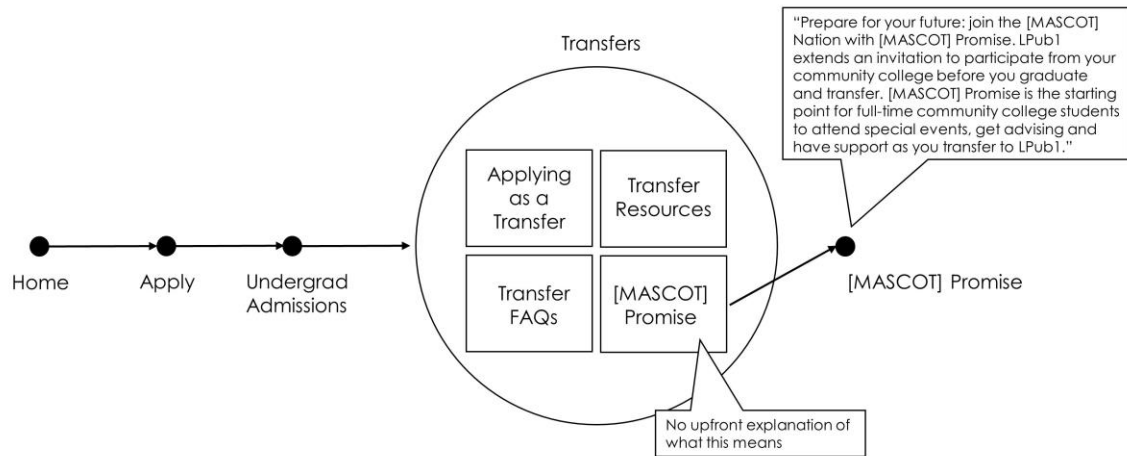 Home
Apply
Undergrad
Admissions
Transfers
Applying
as a
Transfer
Transfer
Resources
Transfer
FAQs
[MASCOT]
Promise
No upfront explanation of
what this means
“Prepare for your future: join the [MASCOT]
Nation with [MASCOT] Promise. LPub1
extends an invitation to participate from your
community college before you graduate
and transfer. [MASCOT] Promise is the starting
point for full-time community college students
to attend special events, get advising and
have support as you transfer to LPub1.”
[MASCOT] Promise